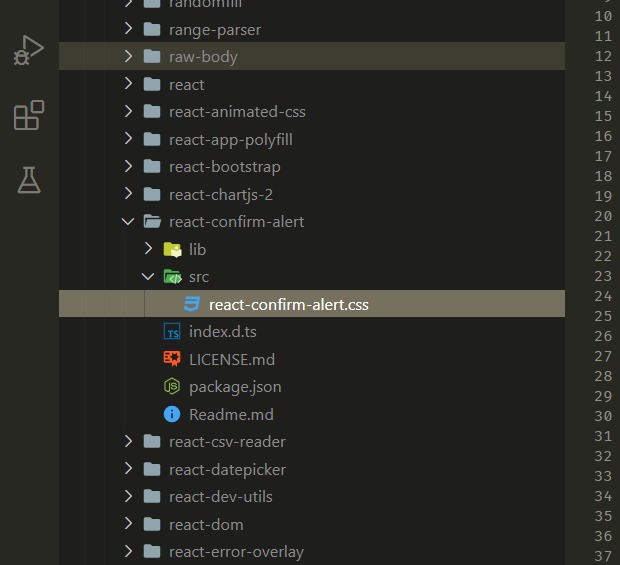 randomfill
range-parser
raw-body
react
react-animated-css
react-app-polyfill
react-bootstrap
react-chartjs-2
react-confirm-alert
lib
src
react-confirm-alert.css
TS index.d.ts
LICENSE.md
JS package.json
i Readme.md
react-csv-reader
react-datepicker
react-dev-utils
react-dom
react-error-overlay
10
11
12
13
14
15
16
17
18
19
20
21
22
23
24
25
26
27
28
29
30
31
32
33
34
35
36
37